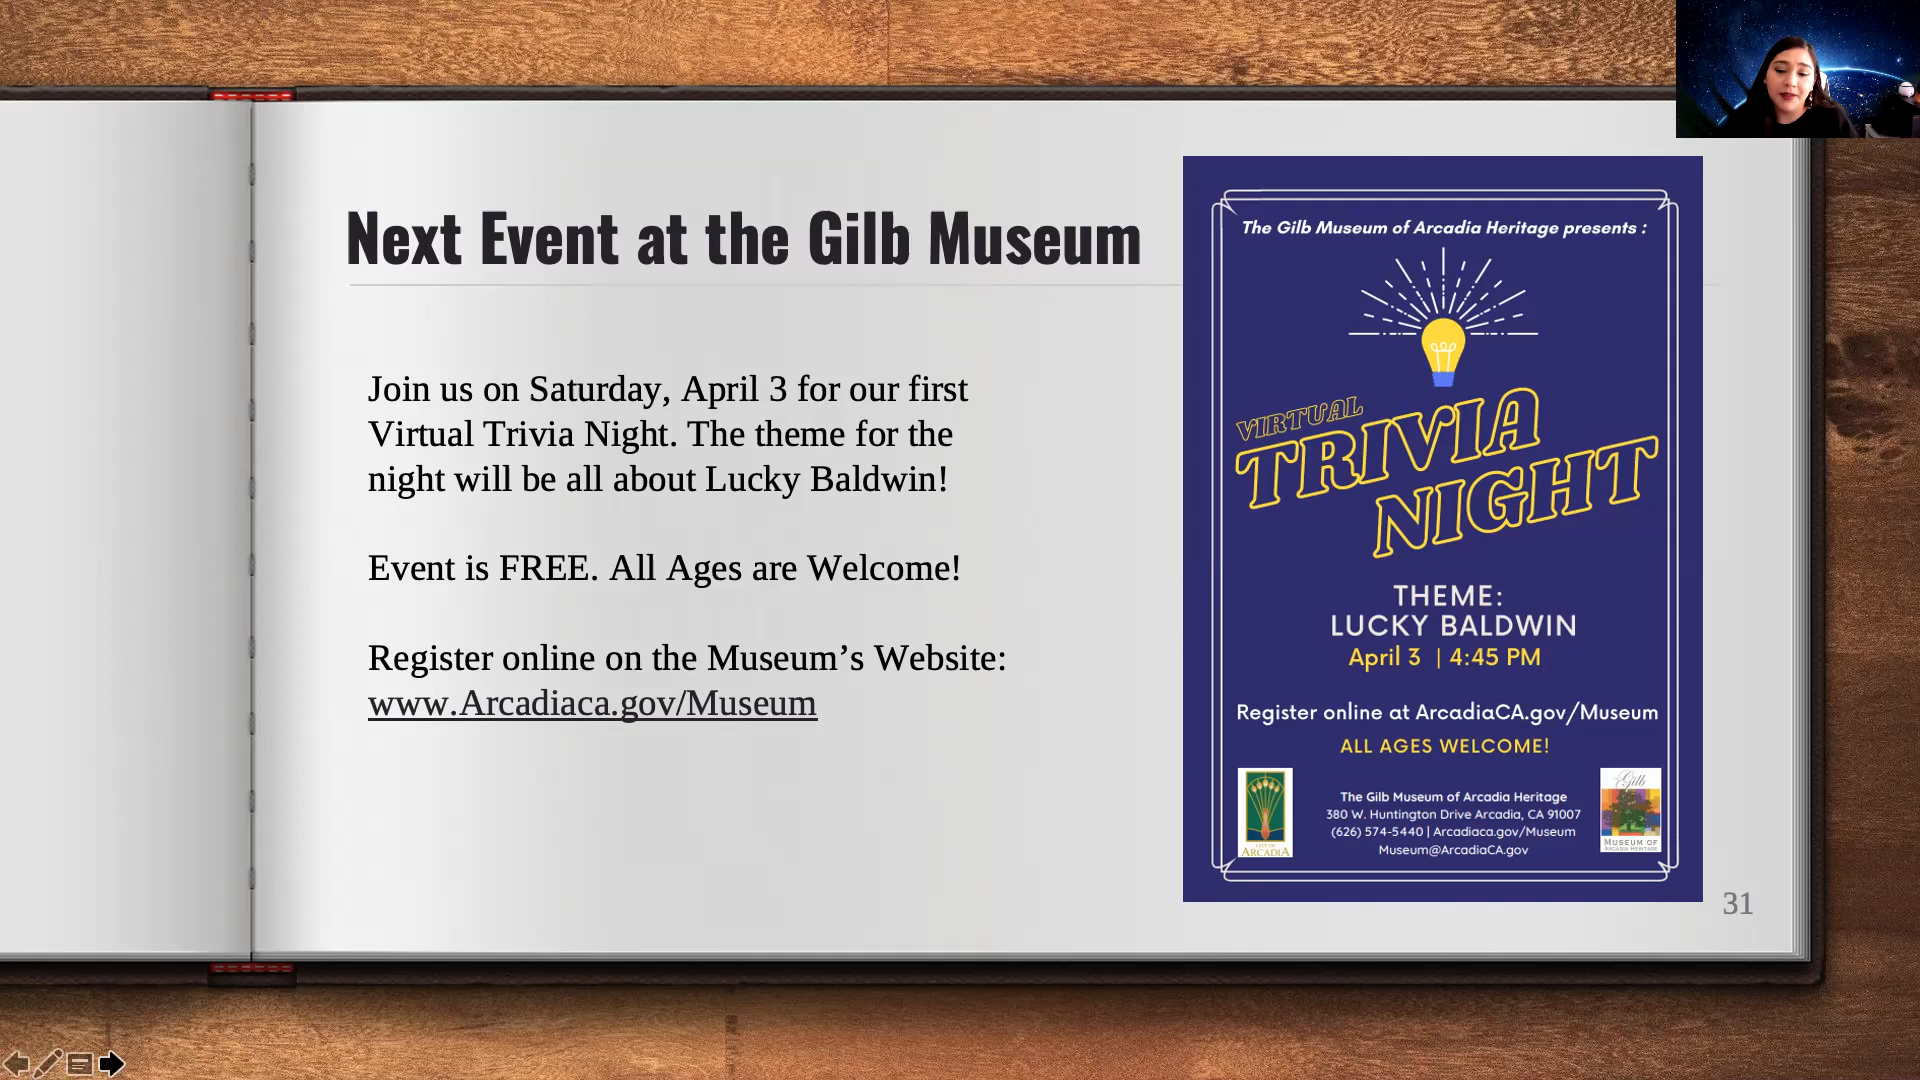 Next Event at the Gilb Museum
Join us on Saturday, April 3 for our first
Virtual Trivia Night. The theme for the
night will be all about Lucky Baldwin!
Event is FREE. All Ages are Welcome!
Register online on the Museum’s Website:
www.Arcadiaca.gov/Museum
The Gilb Museum of Arcadia Heritage presents :
VIRTUAL
TRIVIA
NIGHT
THEME:
LUCKY BALDWIN
April 3 | 4:45 PM
Register online at ArcadiaCA.gov/Museum
ALL AGES WELCOME!
CITY OF
ARCADIA
The Gilb Museum of Arcadia Heritage
380 W. Huntington Drive Arcadia, CA 91007
(626) 574-5440 | Arcadiaca.gov/Museum
Museum@ArcadiaCA.gov
Gilb
MUSEUM OF
ARCADIA HERITAGE
31